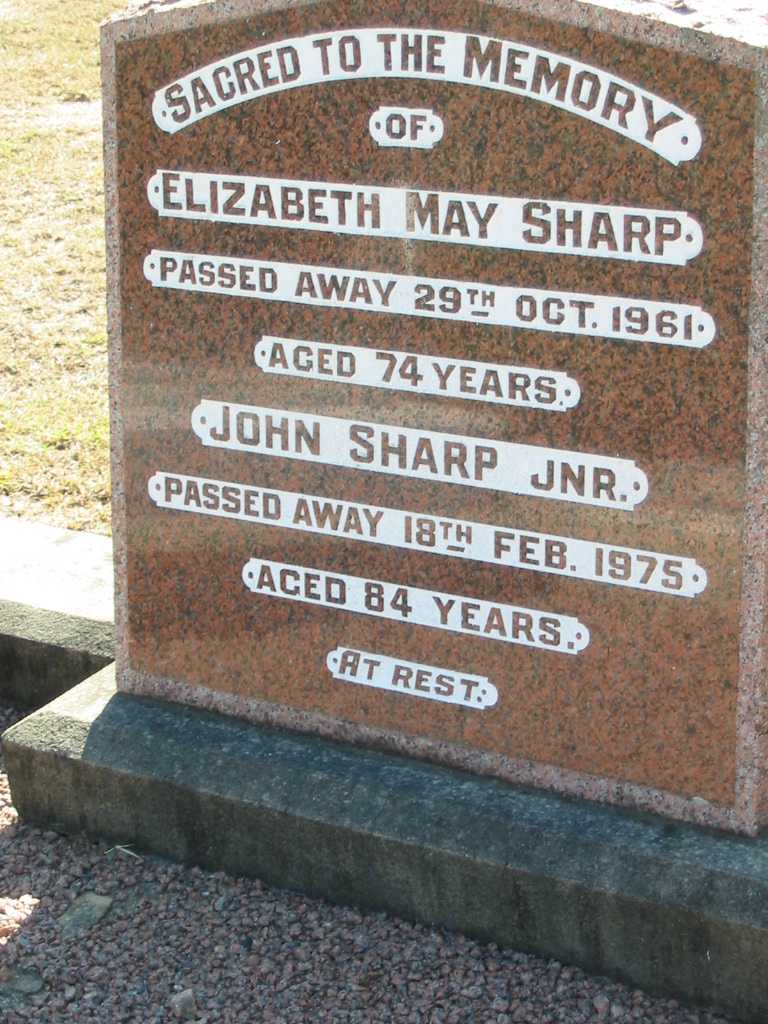 SACRED TO THE MEMORY
OF
ELIZABETH MAY SHARP
PASSED AWAY 29TH OCT. 1961
AGED 74 YEARS.
JOHN SHARP JNR.
PASSED AWAY 18TH FEB. 1975
AGED 84 YEARS.
AT REST.